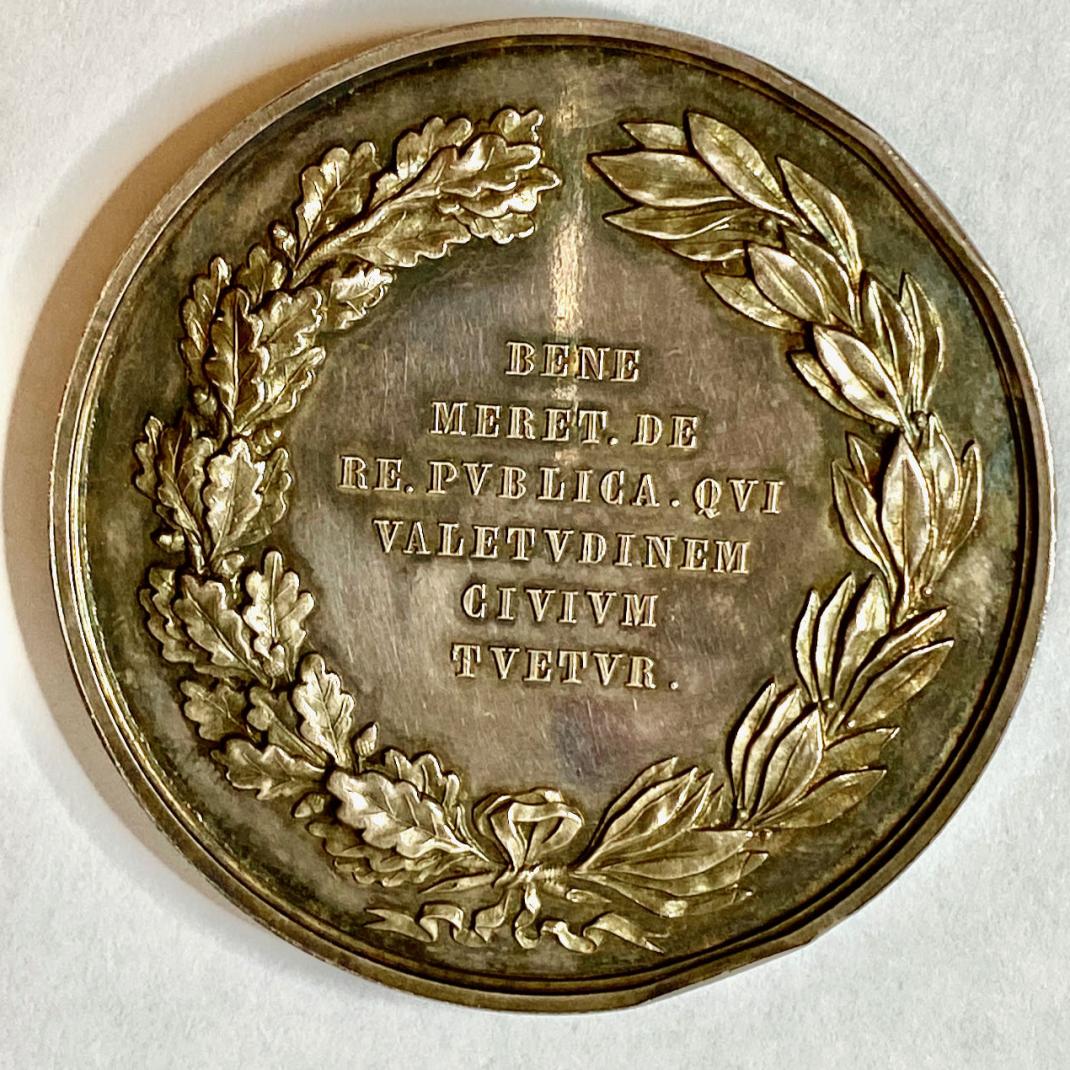 BENE
MERET. DE
RE. PVBLICA. QVI
VALETVDINEM
CIVIVM
TVETVR.